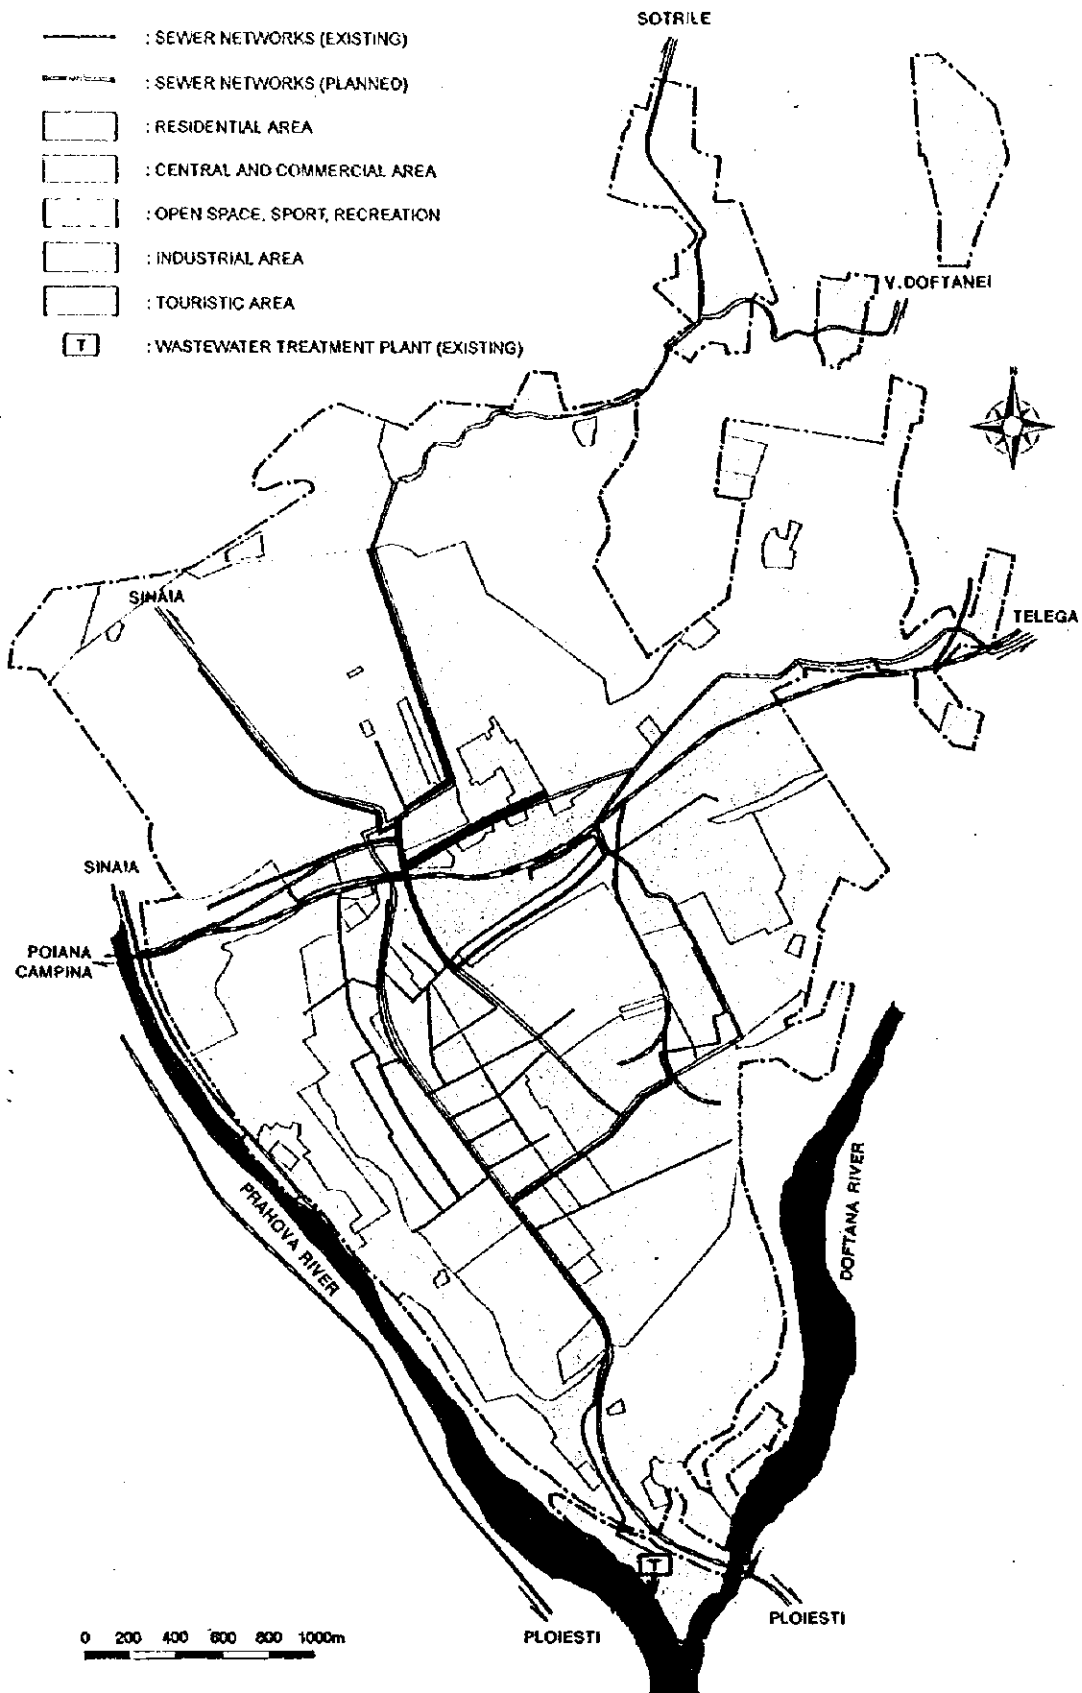 SOTRILE
: SEWER NETWORKS (EXISTING)
: SEWER NETWORKS (PLANNED)
: RESIDENTIAL AREA
: CENTRAL AND COMMERCIAL AREA
: OPEN SPACE, SPORT, RECREATION
: INDUSTRIAL AREA
: TOURISTIC AREA
T : WASTEWATER TREATMENT PLANT (EXISTING)
V. DOFTANEI
N
SINAIA
TELEGA
SINAIA
POIANA
CAMPINA
PRAHOVA RIVER
DOFTANA RIVER
T
PLOIESTI
PLOIESTI
0 200 400 600 800 1000m